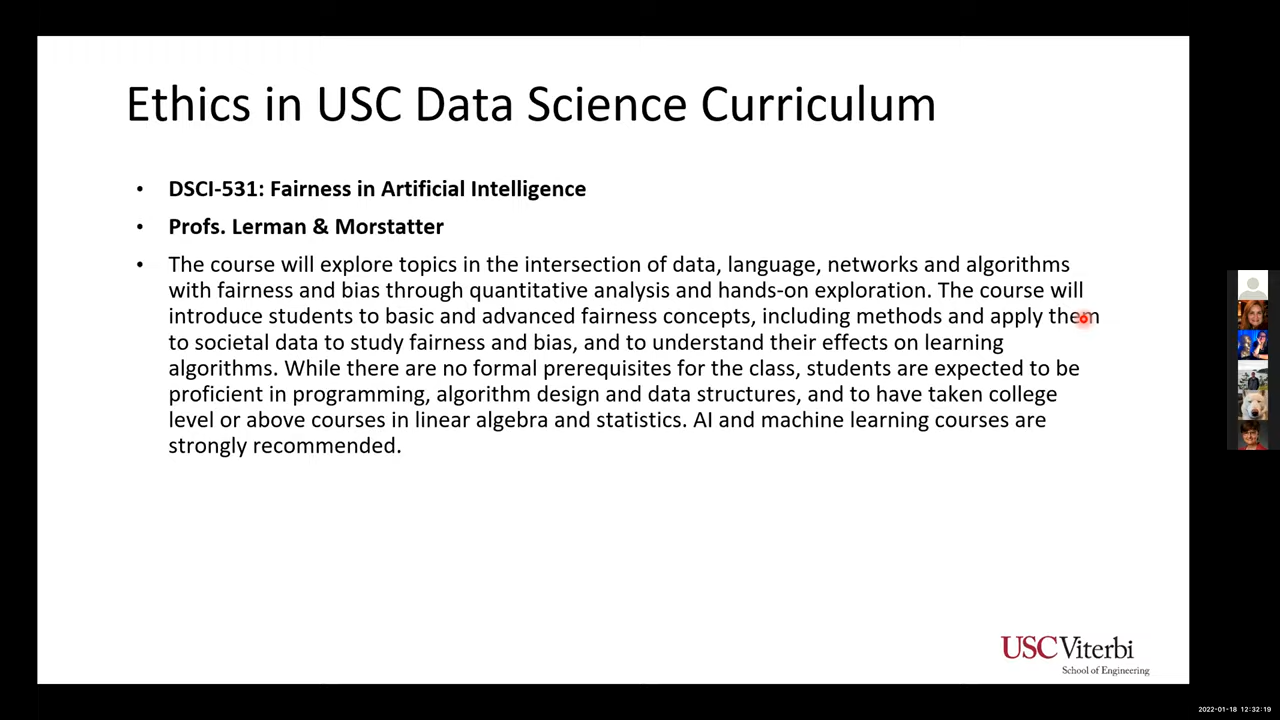 Ethics in USC Data Science Curriculum
• DSCI-531: Fairness in Artificial Intelligence
• Profs. Lerman & Morstatter
• The course will explore topics in the intersection of data, language, networks and algorithms
with fairness and bias through quantitative analysis and hands-on exploration. The course will
introduce students to basic and advanced fairness concepts, including methods and apply them
to societal data to study fairness and bias, and to understand their effects on learning
algorithms. While there are no formal prerequisites for the class, students are expected to be
proficient in programming, algorithm design and data structures, and to have taken college
level or above courses in linear algebra and statistics. AI and machine learning courses are
strongly recommended.
USC Viterbi
School of Engineering
2022-01-18 12:32:19